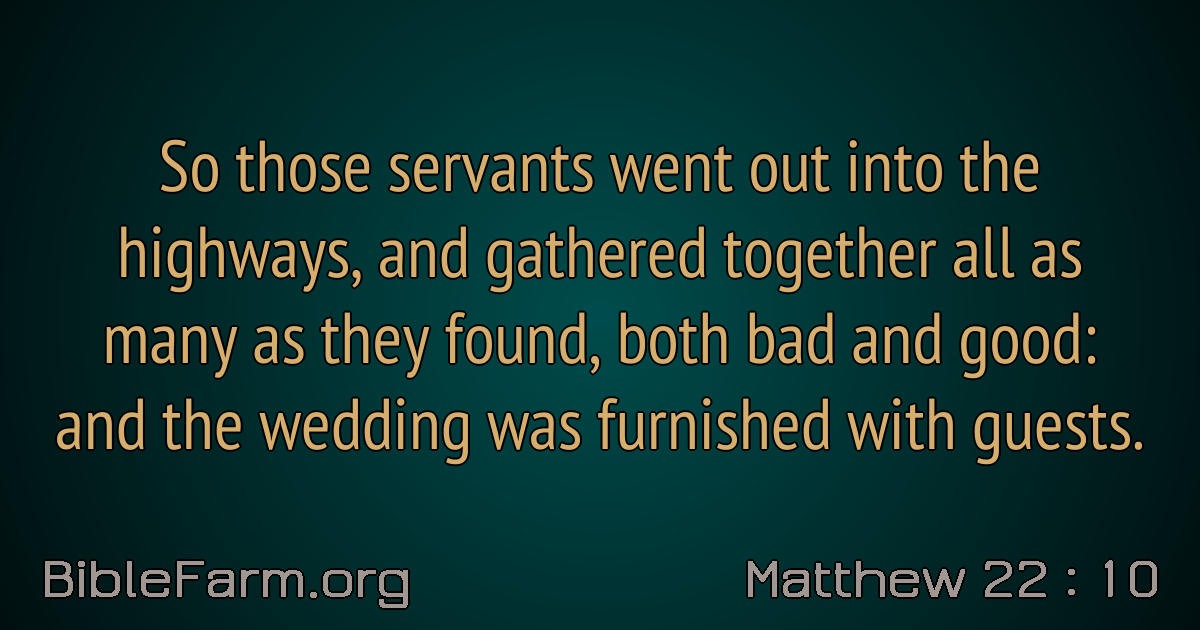 So those servants went out into the
highways, and gathered together all as
many as they found, both bad and good:
and the wedding was furnished with guests.
BibleFarm.org
Matthew 22 : 10